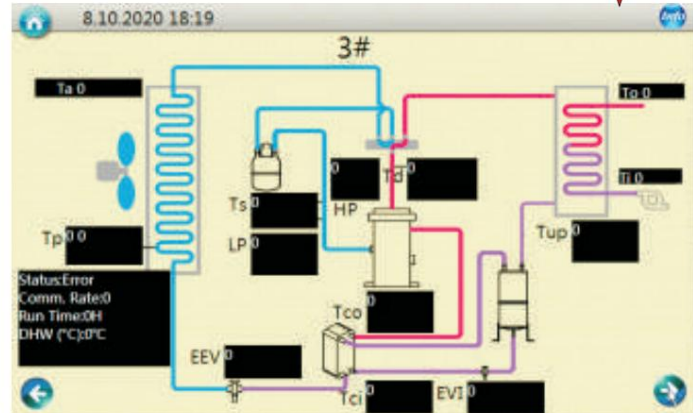 8.10.2020 18:19
Info
3#
Ta 0
To 0
0
Td 0
Ti 0
Ts 0
HP
Tup 0
Tp 0 0
LP 0
Status:Error
Comm. Rate:0
Run Time:0H
DHW (°C):0°C
Tco 0
EEV 0
Tci 0
EVI 0